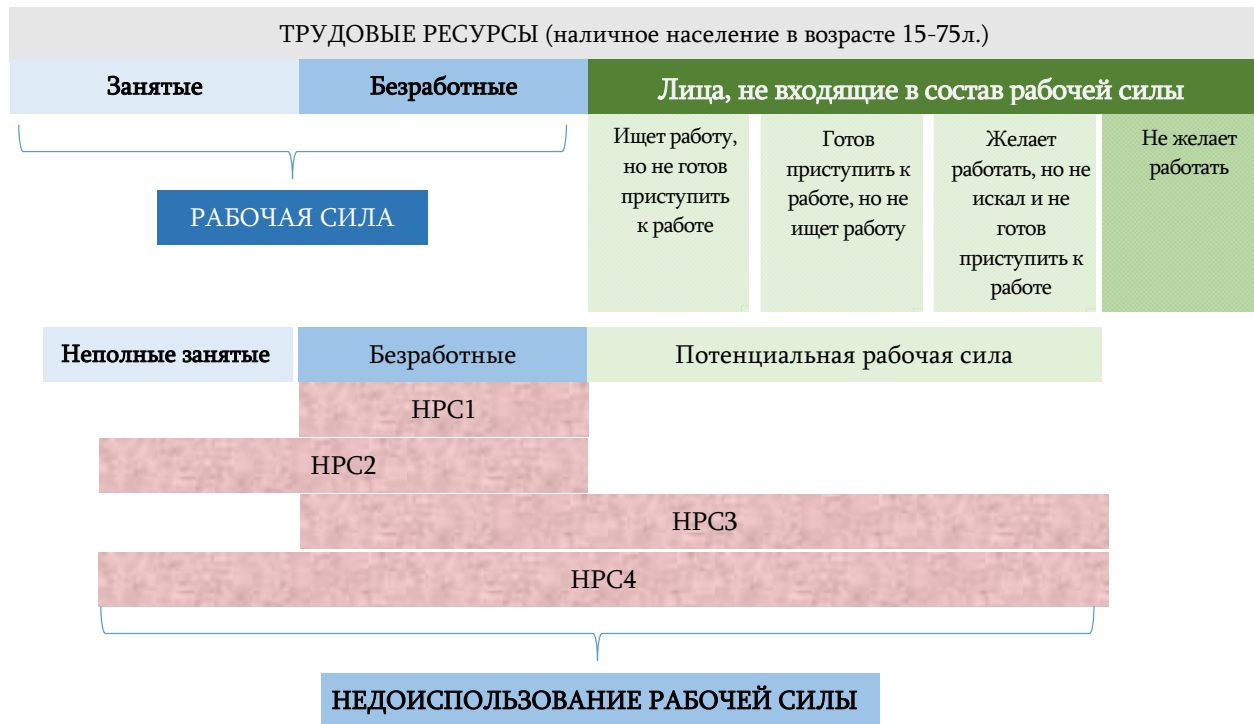 ТРУДОВЫЕ РЕСУРСЫ (наличное население в возрасте 15-75л.)
Занятые
Безработные
Лица, не входящие в состав рабочей силы
РАБОЧАЯ СИЛА
Ищет работу,
но не готов
приступить
к работе
Готов
приступить к
работе, но не
ищет работу
Желает
работать, но не
искал и не
готов
приступить к
работе
Не желает
работать
Неполные занятые
Безработные
Потенциальная рабочая сила
НРС1
НРС2
НРС3
НРС4
НЕДОИСПОЛЬЗОВАНИЕ РАБОЧЕЙ СИЛЫ